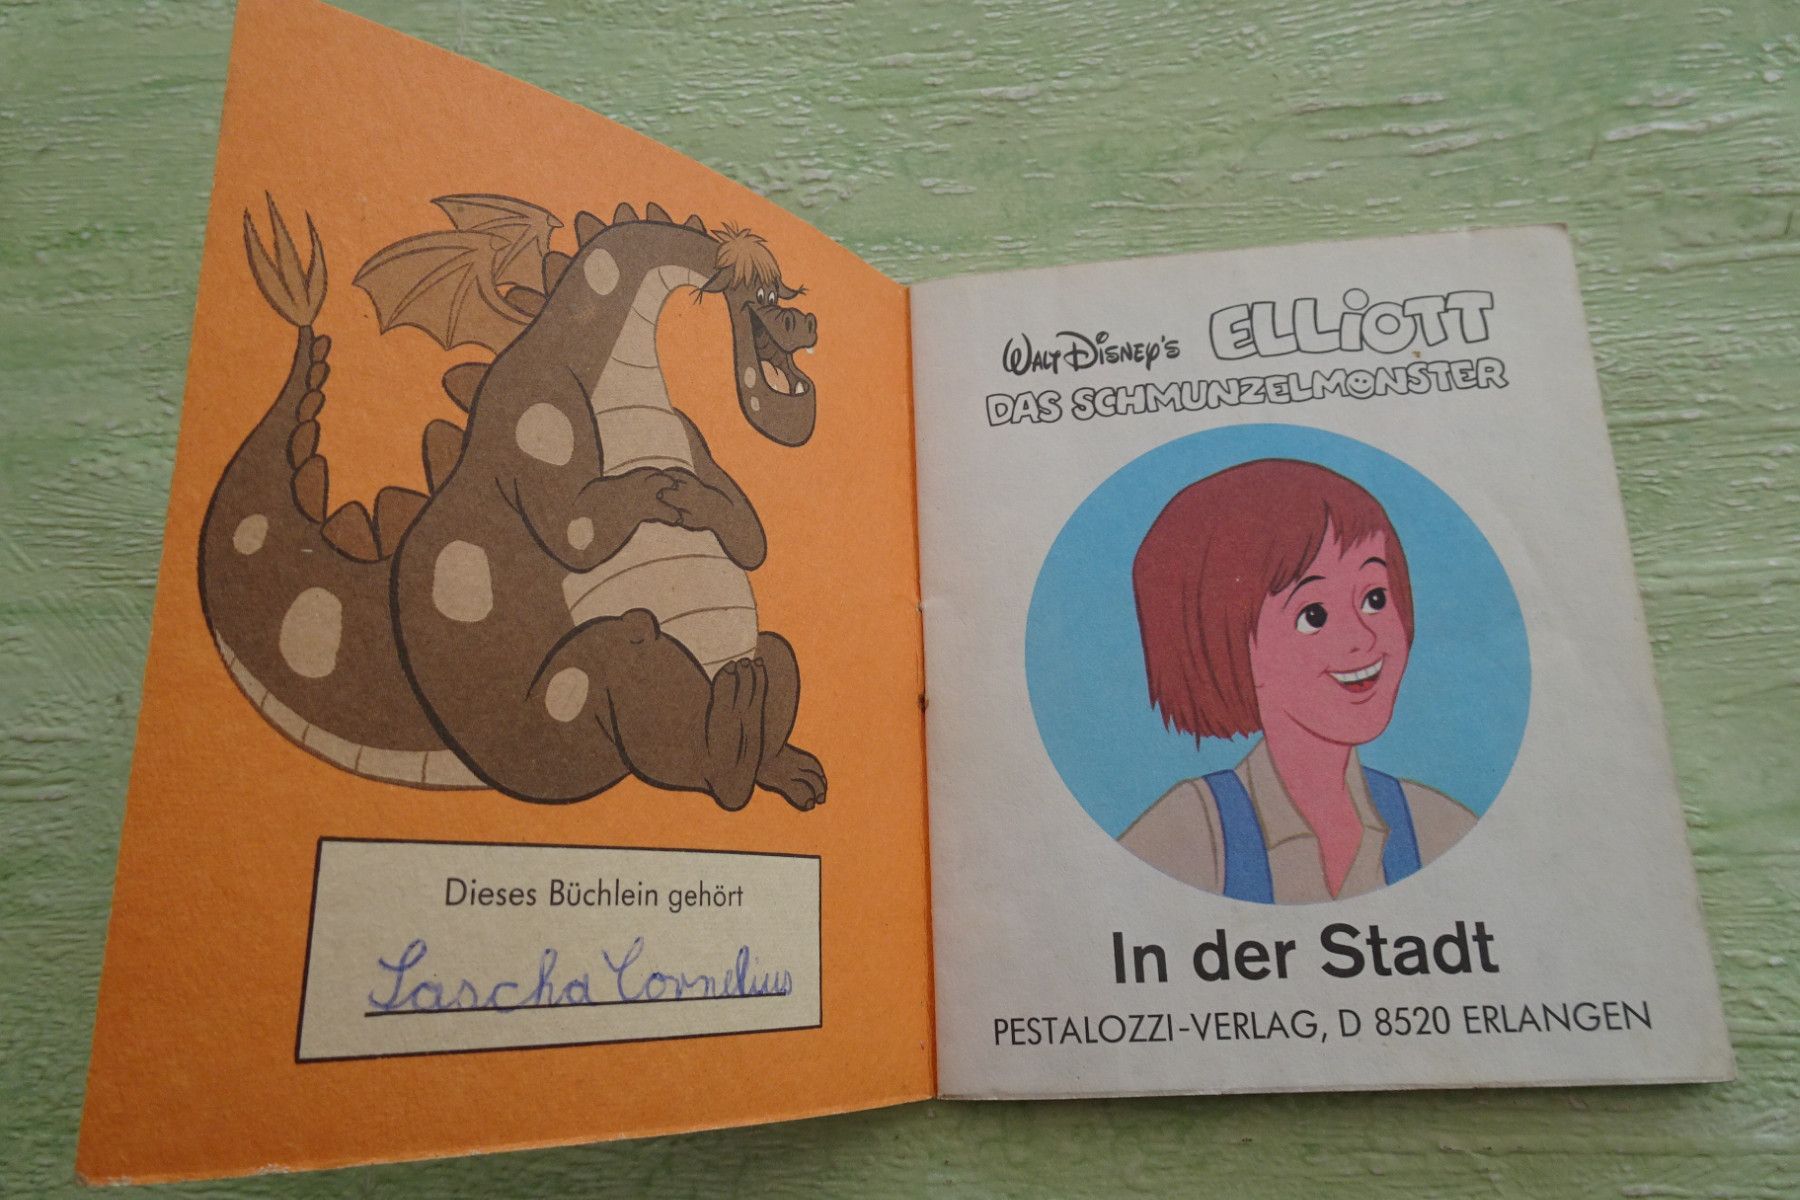 Dieses Büchlein gehört
Sascha Cornelius
WALT DISNEY'S ELLiOTT
DAS SCHMUNZELMONSTER
In der Stadt
PESTALOZZI-VERLAG, D 8520 ERLANGEN